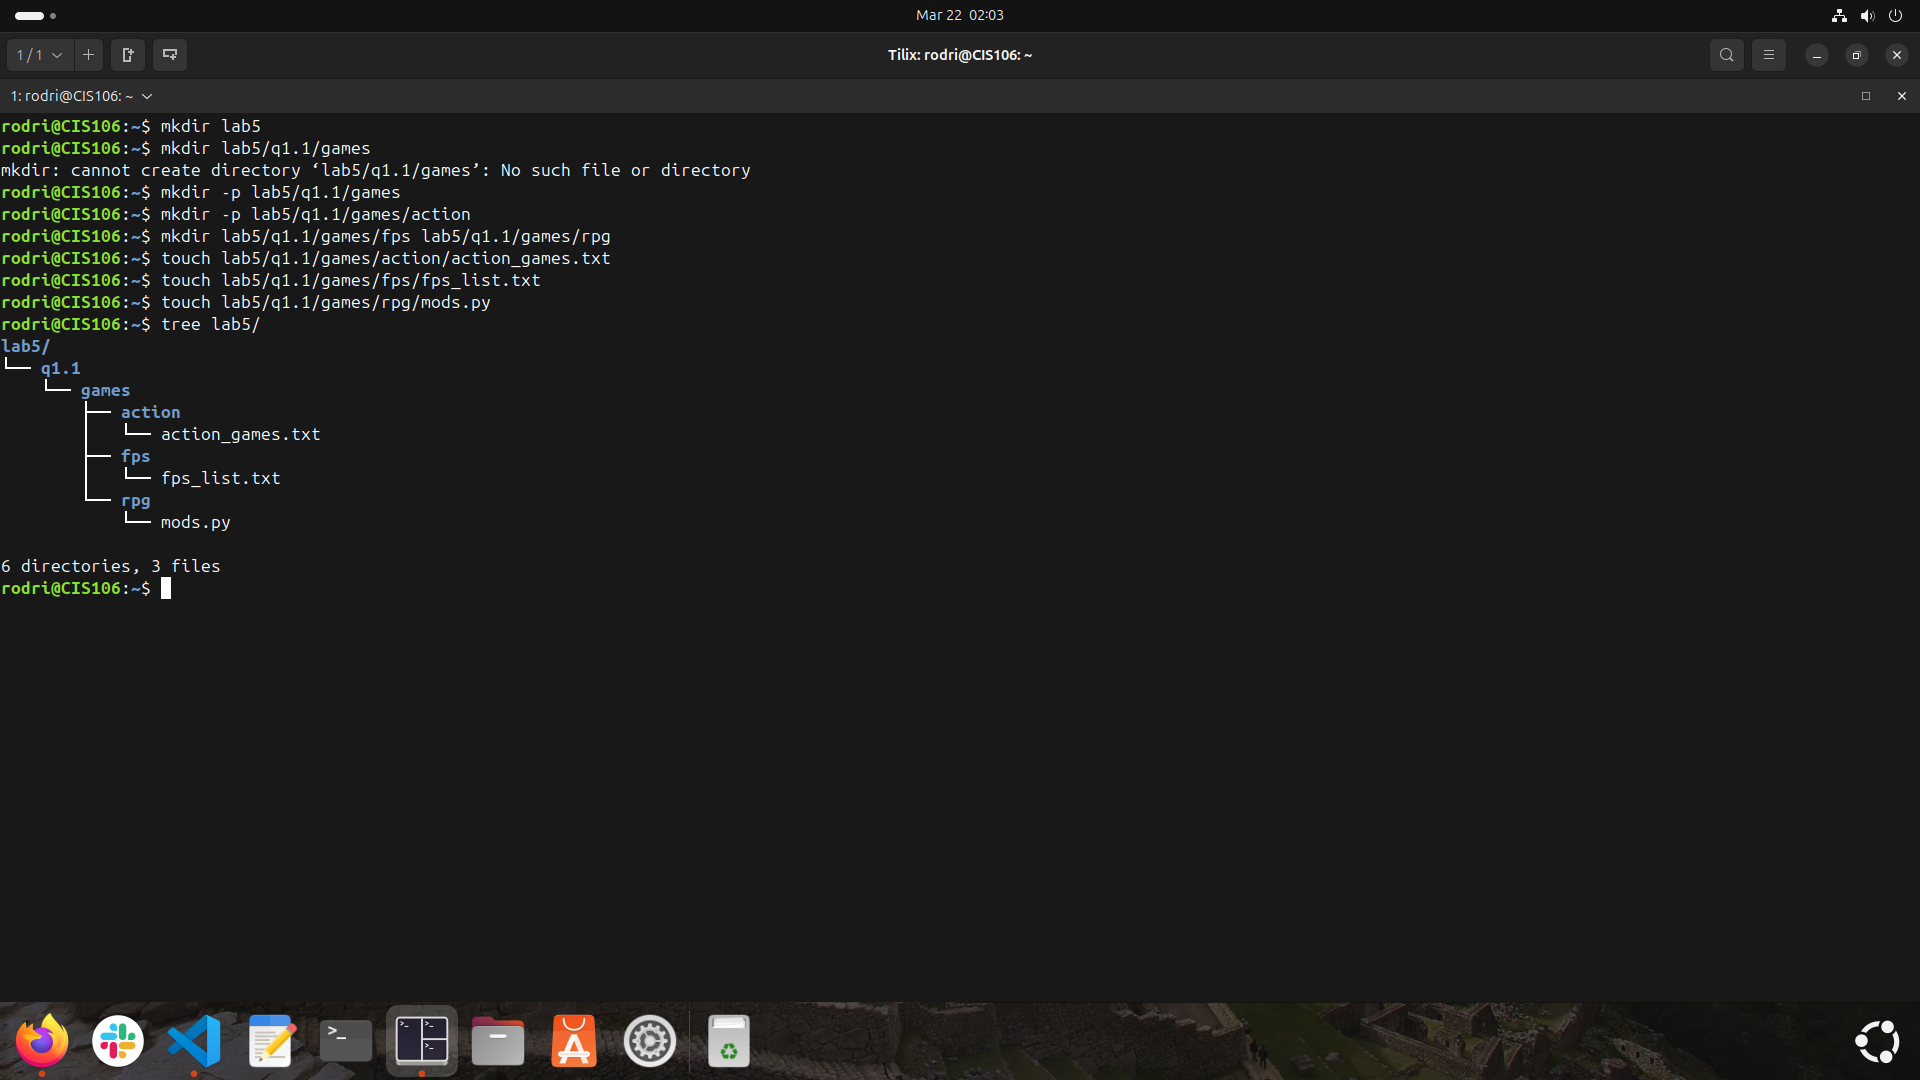 Mar 22  02:03
1 / 1
Tilix: rodri@CIS106: ~
1: rodri@CIS106: ~
rodri@CIS106:~$ mkdir lab5
rodri@CIS106:~$ mkdir lab5/q1.1/games
mkdir: cannot create directory ‘lab5/q1.1/games’: No such file or directory
rodri@CIS106:~$ mkdir -p lab5/q1.1/games
rodri@CIS106:~$ mkdir -p lab5/q1.1/games/action
rodri@CIS106:~$ mkdir lab5/q1.1/games/fps lab5/q1.1/games/rpg
rodri@CIS106:~$ touch lab5/q1.1/games/action/action_games.txt
rodri@CIS106:~$ touch lab5/q1.1/games/fps/fps_list.txt
rodri@CIS106:~$ touch lab5/q1.1/games/rpg/mods.py
rodri@CIS106:~$ tree lab5/
lab5/
└── q1.1
    └── games
        ├── action
        │   └── action_games.txt
        ├── fps
        │   └── fps_list.txt
        └── rpg
            └── mods.py
6 directories, 3 files
rodri@CIS106:~$